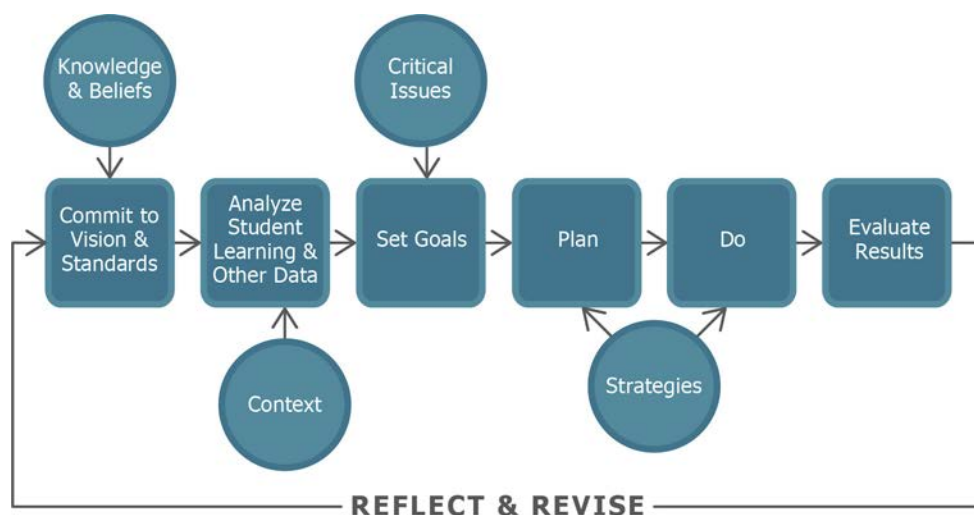 Knowledge
& Beliefs
Critical
Issues
Commit to
Vision &
Standards
Analyze
Student
Learning &
Other Data
Set Goals
Plan
Do
Evaluate
Results
Context
Strategies
REFLECT & REVISE